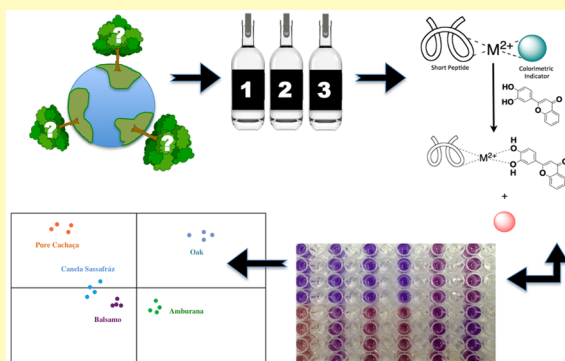 ?
?
?
1 2 3
Short Peptide
M2+
Colorimetric Indicator
HO
HO
O
O
M2+
H
O
O
H
O
O
+
Pure Cachaça
Oak
Canela Sassafráz
Balsamo
Amburana